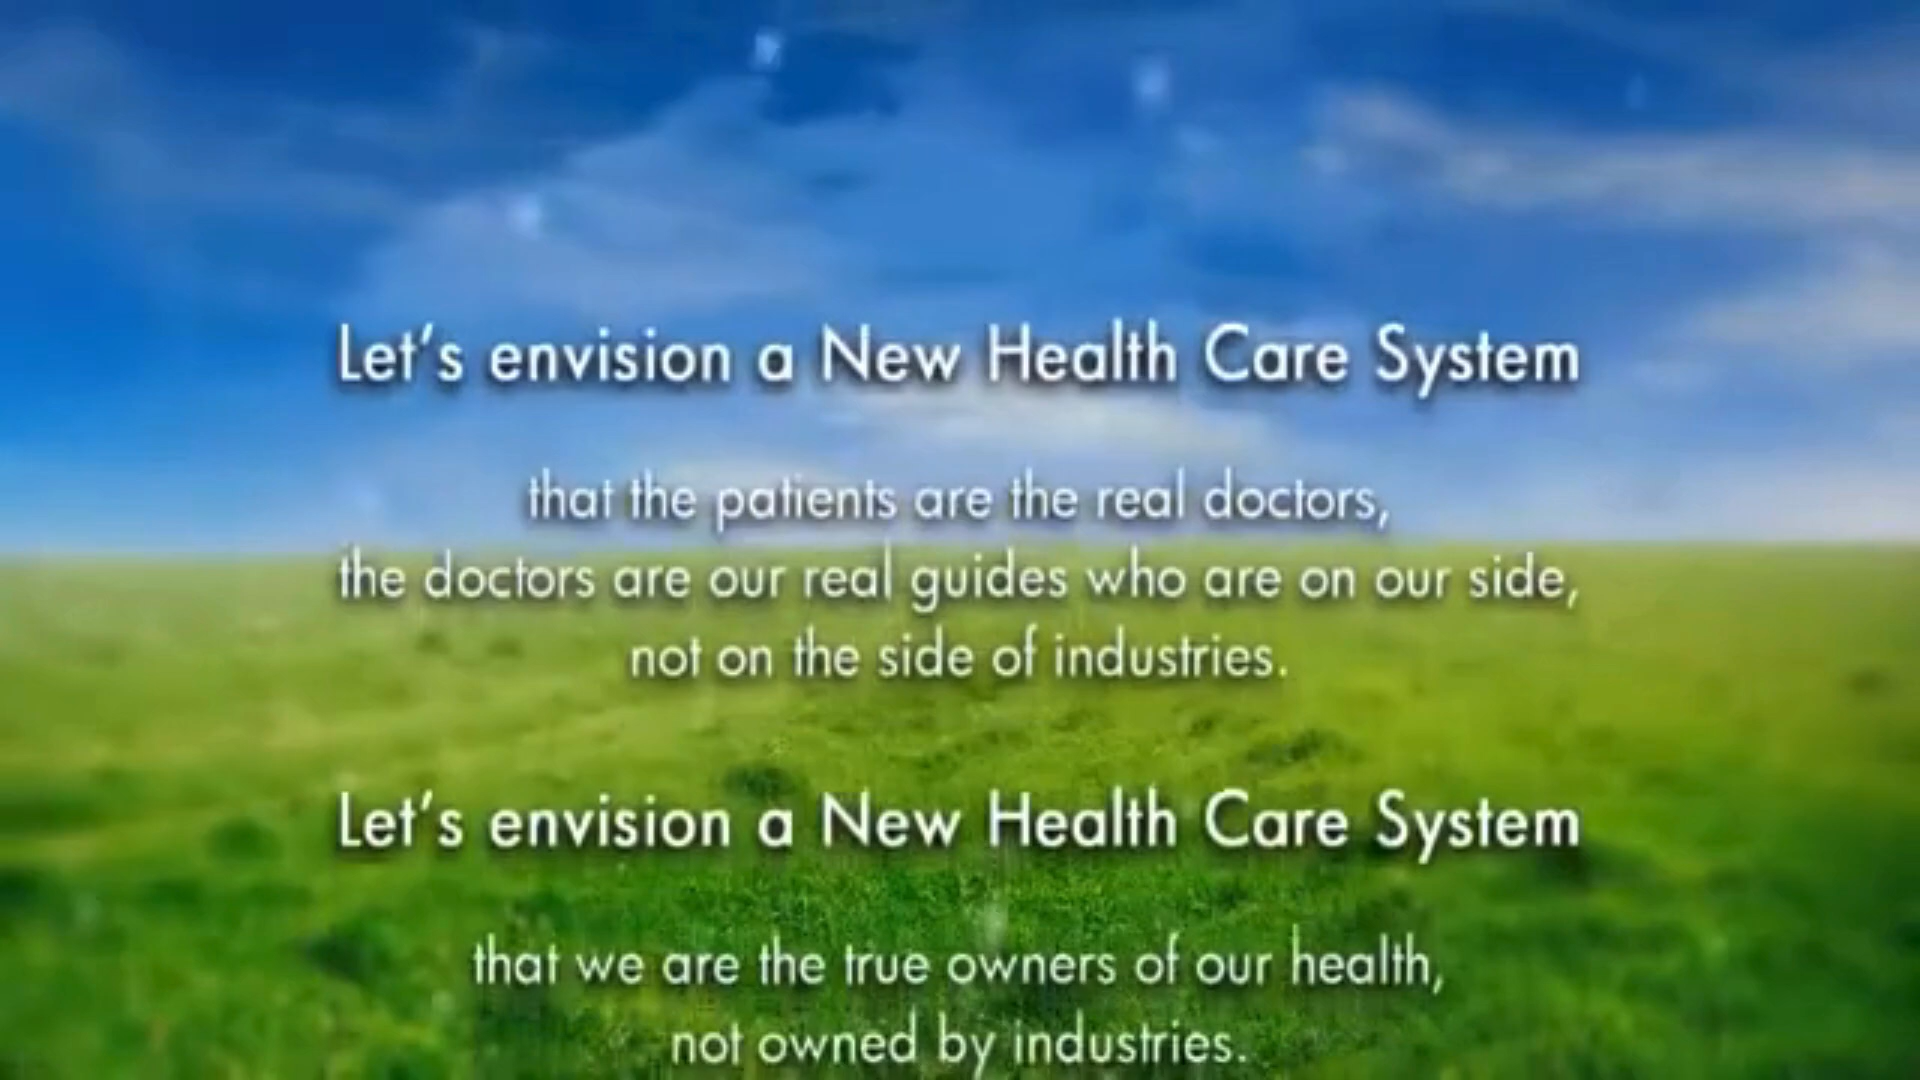 Let's envision a New Health Care System
that the patients are the real doctors,
the doctors are our real guides who are on our side,
not on the side of industries.
Let's envision a New Health Care System
that we are the true owners of our health,
not owned by industries.